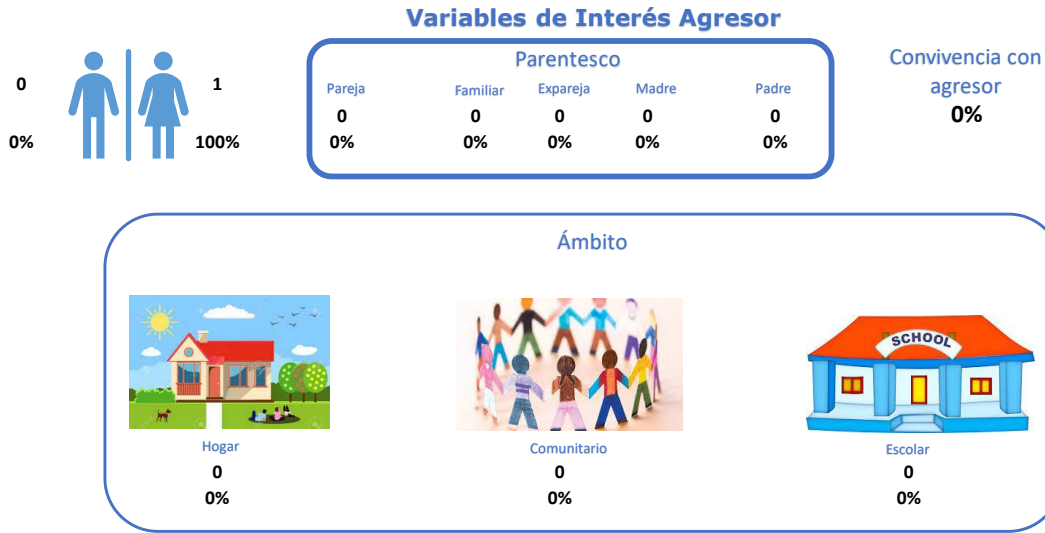 Variables de Interés Agresor
0
1
0%
100%
Parentesco
Pareja Familiar Expareja Madre Padre
0 0 0 0 0
0% 0% 0% 0% 0%
Convivencia con
agresor
0%
Ámbito
SCHOOL
Hogar Comunitario Escolar
0 0 0
0% 0% 0%